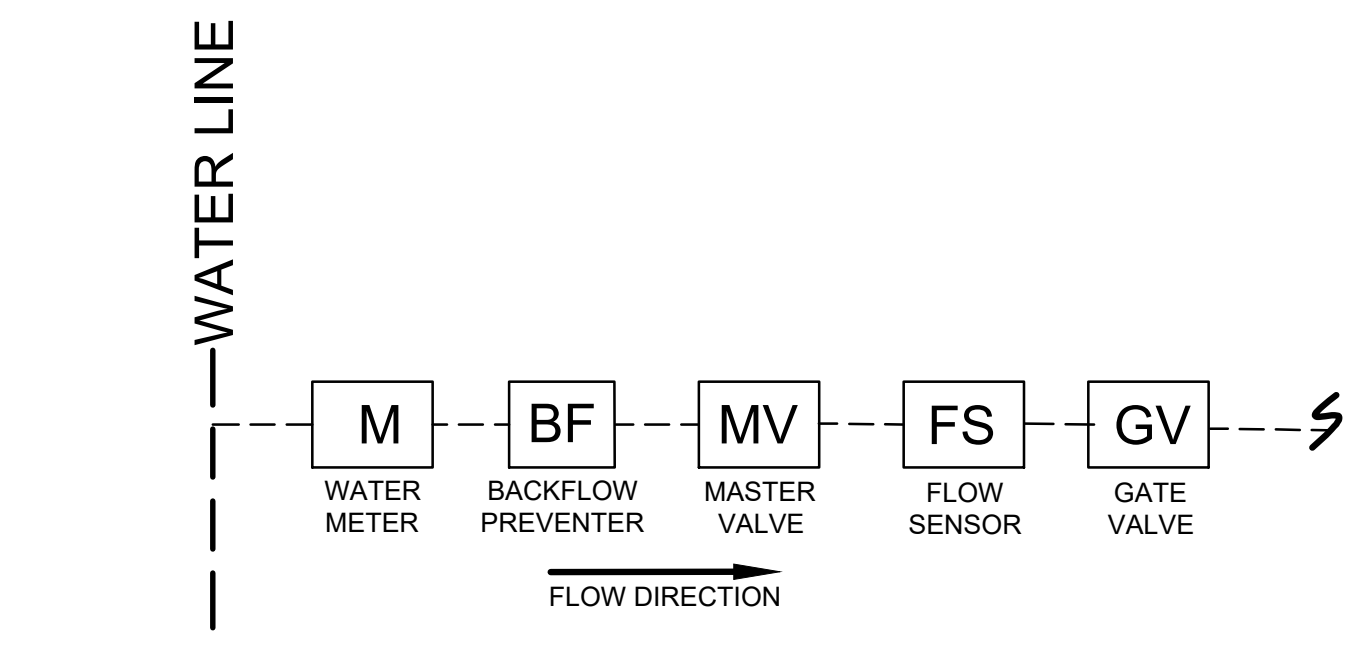 WATER LINE
M
BF
MV
FS
GV
WATER
METER
BACKFLOW
PREVENTER
MASTER
VALVE
FLOW
SENSOR
GATE
VALVE
FLOW DIRECTION